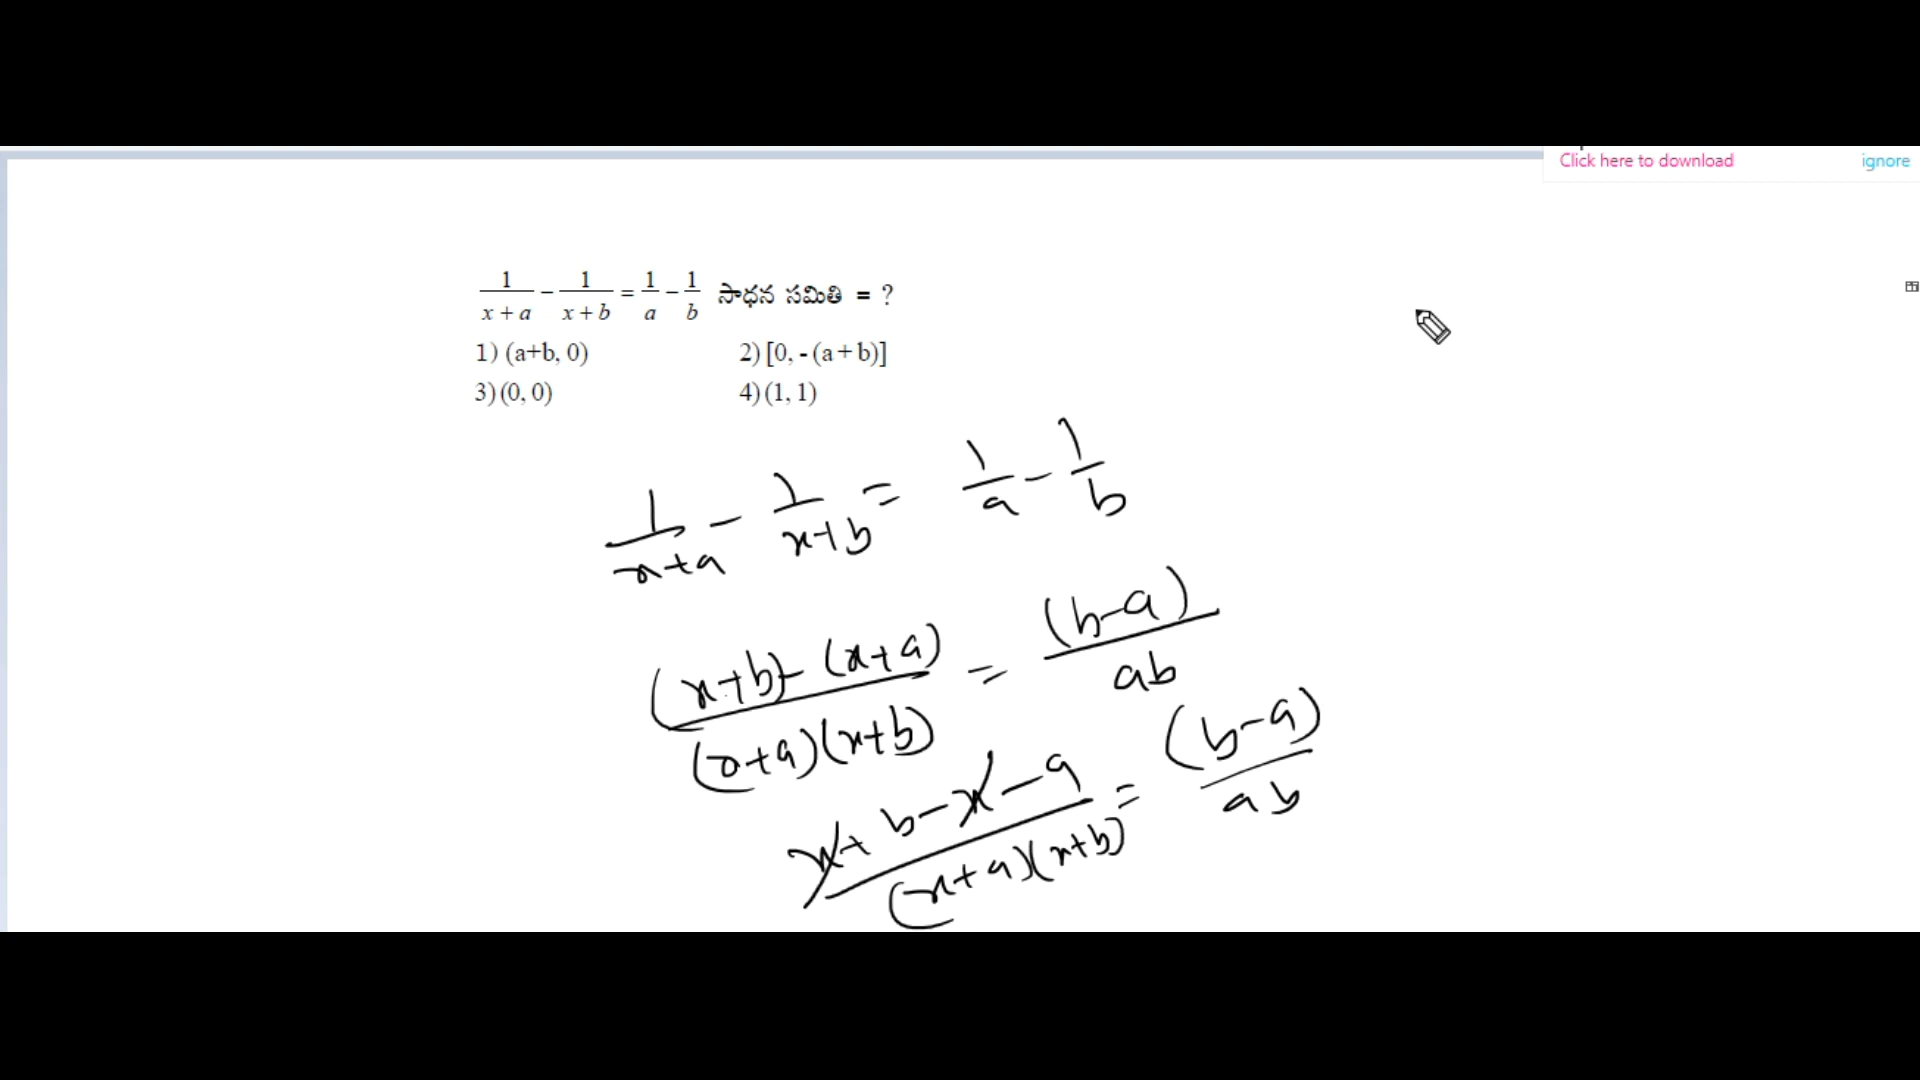 Click here to download ignore
1/(x + a) - 1/(x + b) = 1/a - 1/b సాధన సమితి = ?
1) (a+b, 0) 2) [0, - (a + b)]
3) (0, 0) 4) (1, 1)
1/(x+a) - 1/(x+b) = 1/a - 1/b
((x+b) - (x+a))/((x+a)(x+b)) = (b-a)/ab
(x + b - x - a)/((x+a)(x+b)) = (b-a)/ab